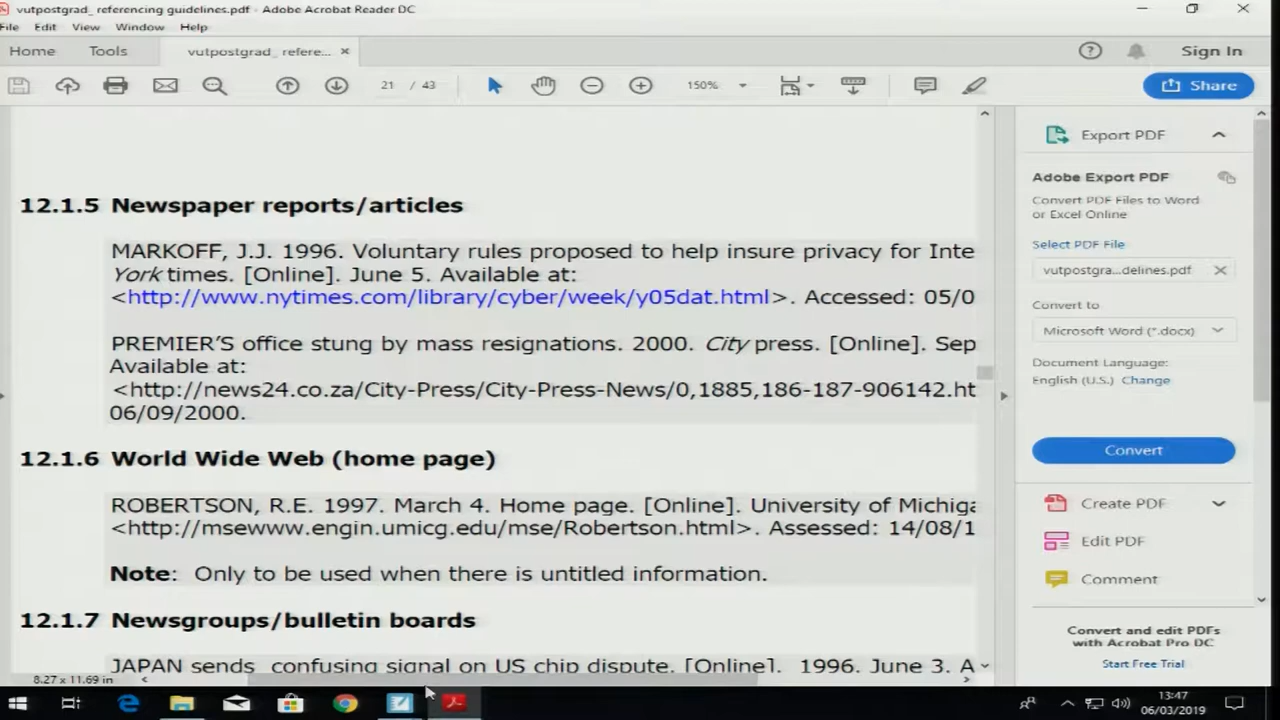 vutpostgrad_ referencing guidelines.pdf - Adobe Acrobat Reader DC
File Edit View Window Help
Home Tools vutpostgrad_ refere... × Sign In
21 / 43 150% Share
12.1.5 Newspaper reports/articles
MARKOFF, J.J. 1996. Voluntary rules proposed to help insure privacy for Inte
York times. [Online]. June 5. Available at:
<http://www.nytimes.com/library/cyber/week/y05dat.html>. Accessed: 05/0
PREMIER'S office stung by mass resignations. 2000. City press. [Online]. Sep
Available at:
<http://news24.co.za/City-Press/City-Press-News/0,1885,186-187-906142.ht
06/09/2000.
12.1.6 World Wide Web (home page)
ROBERTSON, R.E. 1997. March 4. Home page. [Online]. University of Michiga
<http://msewww.engin.umicg.edu/mse/Robertson.html>. Assessed: 14/08/1
Note: Only to be used when there is untitled information.
12.1.7 Newsgroups/bulletin boards
JAPAN sends confusing signal on US chip dispute. [Online]. 1996. June 3. A
8.27 x 11.69 in
Export PDF
Adobe Export PDF
Convert PDF Files to Word
or Excel Online
Select PDF File
vutpostgra...delines.pdf
Convert to
Microsoft Word (*.docx)
Document Language:
English (U.S.) Change
Convert
Create PDF
Edit PDF
Comment
Convert and edit PDFs
with Acrobat Pro DC
Start Free Trial
13:47
06/03/2019